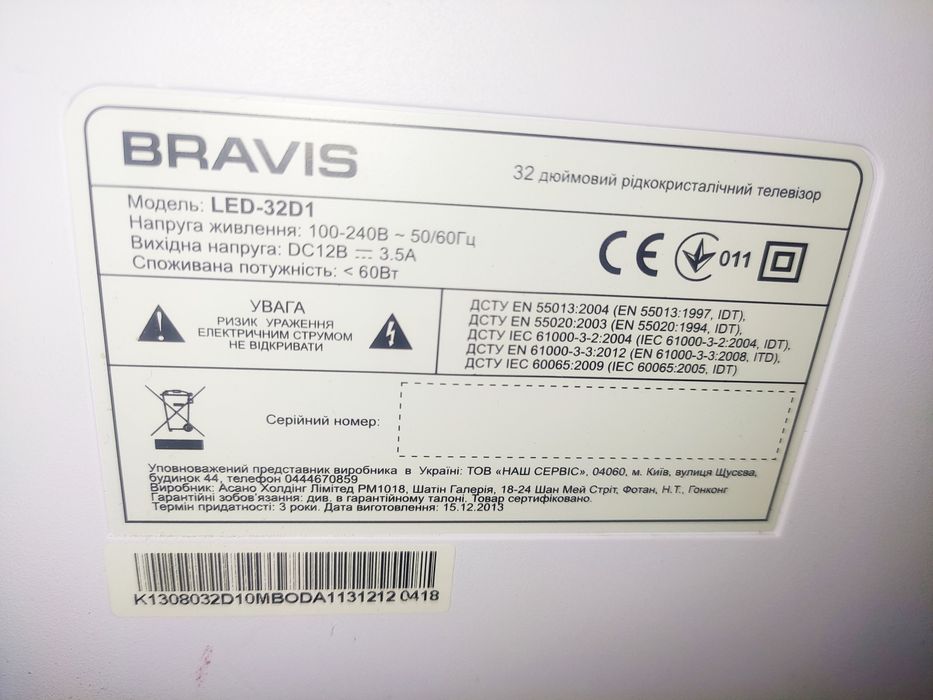 BRAVIS
32 дюймовий рідкокристалічний телевізор
Модель: LED-32D1
Напруга живлення: 100-240В ~ 50/60Гц
Вихідна напруга: DC12В ⎓ 3.5А
Споживана потужність: < 60Вт
CE 011
УВАГА
РИЗИК УРАЖЕННЯ
ЕЛЕКТРИЧНИМ СТРУМОМ
НЕ ВІДКРИВАТИ
ДСТУ EN 55013:2004 (EN 55013:1997, IDT),
ДСТУ EN 55020:2003 (EN 55020:1994, IDT),
ДСТУ IEC 61000-3-2:2004 (IEC 61000-3-2:2004, IDT),
ДСТУ EN 61000-3-3:2012 (EN 61000-3-3:2008, ITD),
ДСТУ IEC 60065:2009 (IEC 60065:2005, IDT)
Серійний номер:
Уповноважений представник виробника в Україні: ТОВ «НАШ СЕРВІС», 04060, м. Київ, вулиця Щусєва,
будинок 44, телефон 0444670859
Виробник: Асано Холдінг Лімітед РМ1018, Шатін Галерія, 18-24 Шан Мей Стріт, Фотан, Н.Т., Гонконг
Гарантійні зобов'язання: див. в гарантійному талоні. Товар сертифіковано.
Термін придатності: 3 роки. Дата виготовлення: 15.12.2013
K1308032D10MBODA1131212 0418